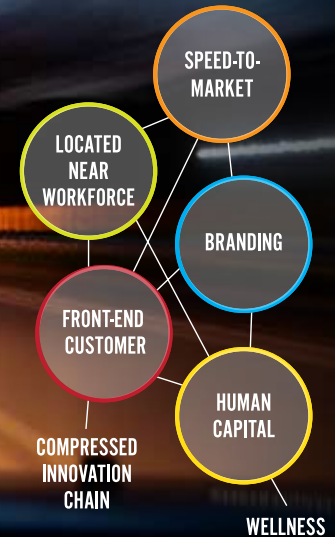 SPEED-TO-
MARKET
LOCATED
NEAR
WORKFORCE
BRANDING
FRONT-END
CUSTOMER
HUMAN
CAPITAL
COMPRESSED
INNOVATION
CHAIN
WELLNESS